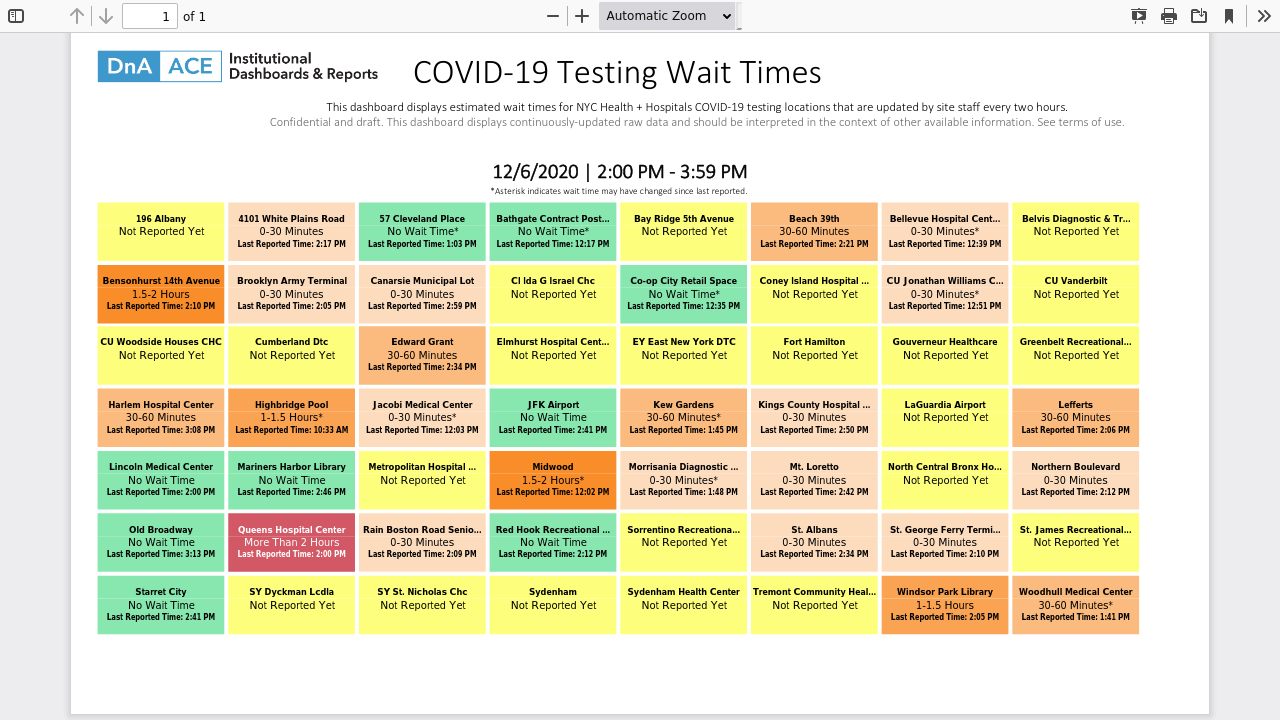 1 of 1
Automatic Zoom
DnA ACE Institutional Dashboards & Reports
COVID-19 Testing Wait Times
This dashboard displays estimated wait times for NYC Health + Hospitals COVID-19 testing locations that are updated by site staff every two hours.
Confidential and draft. This dashboard displays continuously-updated raw data and should be interpreted in the context of other available information. See terms of use.
12/6/2020 | 2:00 PM - 3:59 PM
*Asterisk indicates wait time may have changed since last reported.
196 Albany
Not Reported Yet
4101 White Plains Road
0-30 Minutes
Last Reported Time: 2:17 PM
57 Cleveland Place
No Wait Time*
Last Reported Time: 1:03 PM
Bathgate Contract Post...
No Wait Time*
Last Reported Time: 12:17 PM
Bay Ridge 5th Avenue
Not Reported Yet
Beach 39th
30-60 Minutes
Last Reported Time: 2:21 PM
Bellevue Hospital Cent...
0-30 Minutes*
Last Reported Time: 12:39 PM
Belvis Diagnostic & Tr...
Not Reported Yet
Bensonhurst 14th Avenue
1.5-2 Hours
Last Reported Time: 2:10 PM
Brooklyn Army Terminal
0-30 Minutes
Last Reported Time: 2:05 PM
Canarsie Municipal Lot
0-30 Minutes
Last Reported Time: 2:59 PM
Cl Ida G Israel Chc
Not Reported Yet
Co-op City Retail Space
No Wait Time*
Last Reported Time: 12:35 PM
Coney Island Hospital ...
Not Reported Yet
CU Jonathan Williams C...
0-30 Minutes*
Last Reported Time: 12:51 PM
CU Vanderbilt
Not Reported Yet
CU Woodside Houses CHC
Not Reported Yet
Cumberland Dtc
Not Reported Yet
Edward Grant
30-60 Minutes
Last Reported Time: 2:34 PM
Elmhurst Hospital Cent...
Not Reported Yet
EY East New York DTC
Not Reported Yet
Fort Hamilton
Not Reported Yet
Gouverneur Healthcare
Not Reported Yet
Greenbelt Recreational...
Not Reported Yet
Harlem Hospital Center
30-60 Minutes
Last Reported Time: 3:08 PM
Highbridge Pool
1-1.5 Hours*
Last Reported Time: 10:33 AM
Jacobi Medical Center
0-30 Minutes*
Last Reported Time: 12:03 PM
JFK Airport
No Wait Time
Last Reported Time: 2:41 PM
Kew Gardens
30-60 Minutes*
Last Reported Time: 1:45 PM
Kings County Hospital ...
0-30 Minutes
Last Reported Time: 2:50 PM
LaGuardia Airport
Not Reported Yet
Lefferts
30-60 Minutes
Last Reported Time: 2:06 PM
Lincoln Medical Center
No Wait Time
Last Reported Time: 2:00 PM
Mariners Harbor Library
No Wait Time
Last Reported Time: 2:46 PM
Metropolitan Hospital ...
Not Reported Yet
Midwood
1.5-2 Hours*
Last Reported Time: 12:02 PM
Morrisania Diagnostic ...
0-30 Minutes*
Last Reported Time: 1:48 PM
Mt. Loretto
0-30 Minutes
Last Reported Time: 2:42 PM
North Central Bronx Ho...
Not Reported Yet
Northern Boulevard
0-30 Minutes
Last Reported Time: 2:12 PM
Old Broadway
No Wait Time
Last Reported Time: 3:13 PM
Queens Hospital Center
More Than 2 Hours
Last Reported Time: 2:00 PM
Rain Boston Road Senio...
0-30 Minutes
Last Reported Time: 2:09 PM
Red Hook Recreational ...
No Wait Time
Last Reported Time: 2:12 PM
Sorrentino Recreationa...
Not Reported Yet
St. Albans
0-30 Minutes
Last Reported Time: 2:34 PM
St. George Ferry Termi...
0-30 Minutes
Last Reported Time: 2:10 PM
St. James Recreational...
Not Reported Yet
Starret City
No Wait Time
Last Reported Time: 2:41 PM
SY Dyckman Lcdla
Not Reported Yet
SY St. Nicholas Chc
Not Reported Yet
Sydenham
Not Reported Yet
Sydenham Health Center
Not Reported Yet
Tremont Community Heal...
Not Reported Yet
Windsor Park Library
1-1.5 Hours
Last Reported Time: 2:05 PM
Woodhull Medical Center
30-60 Minutes*
Last Reported Time: 1:41 PM